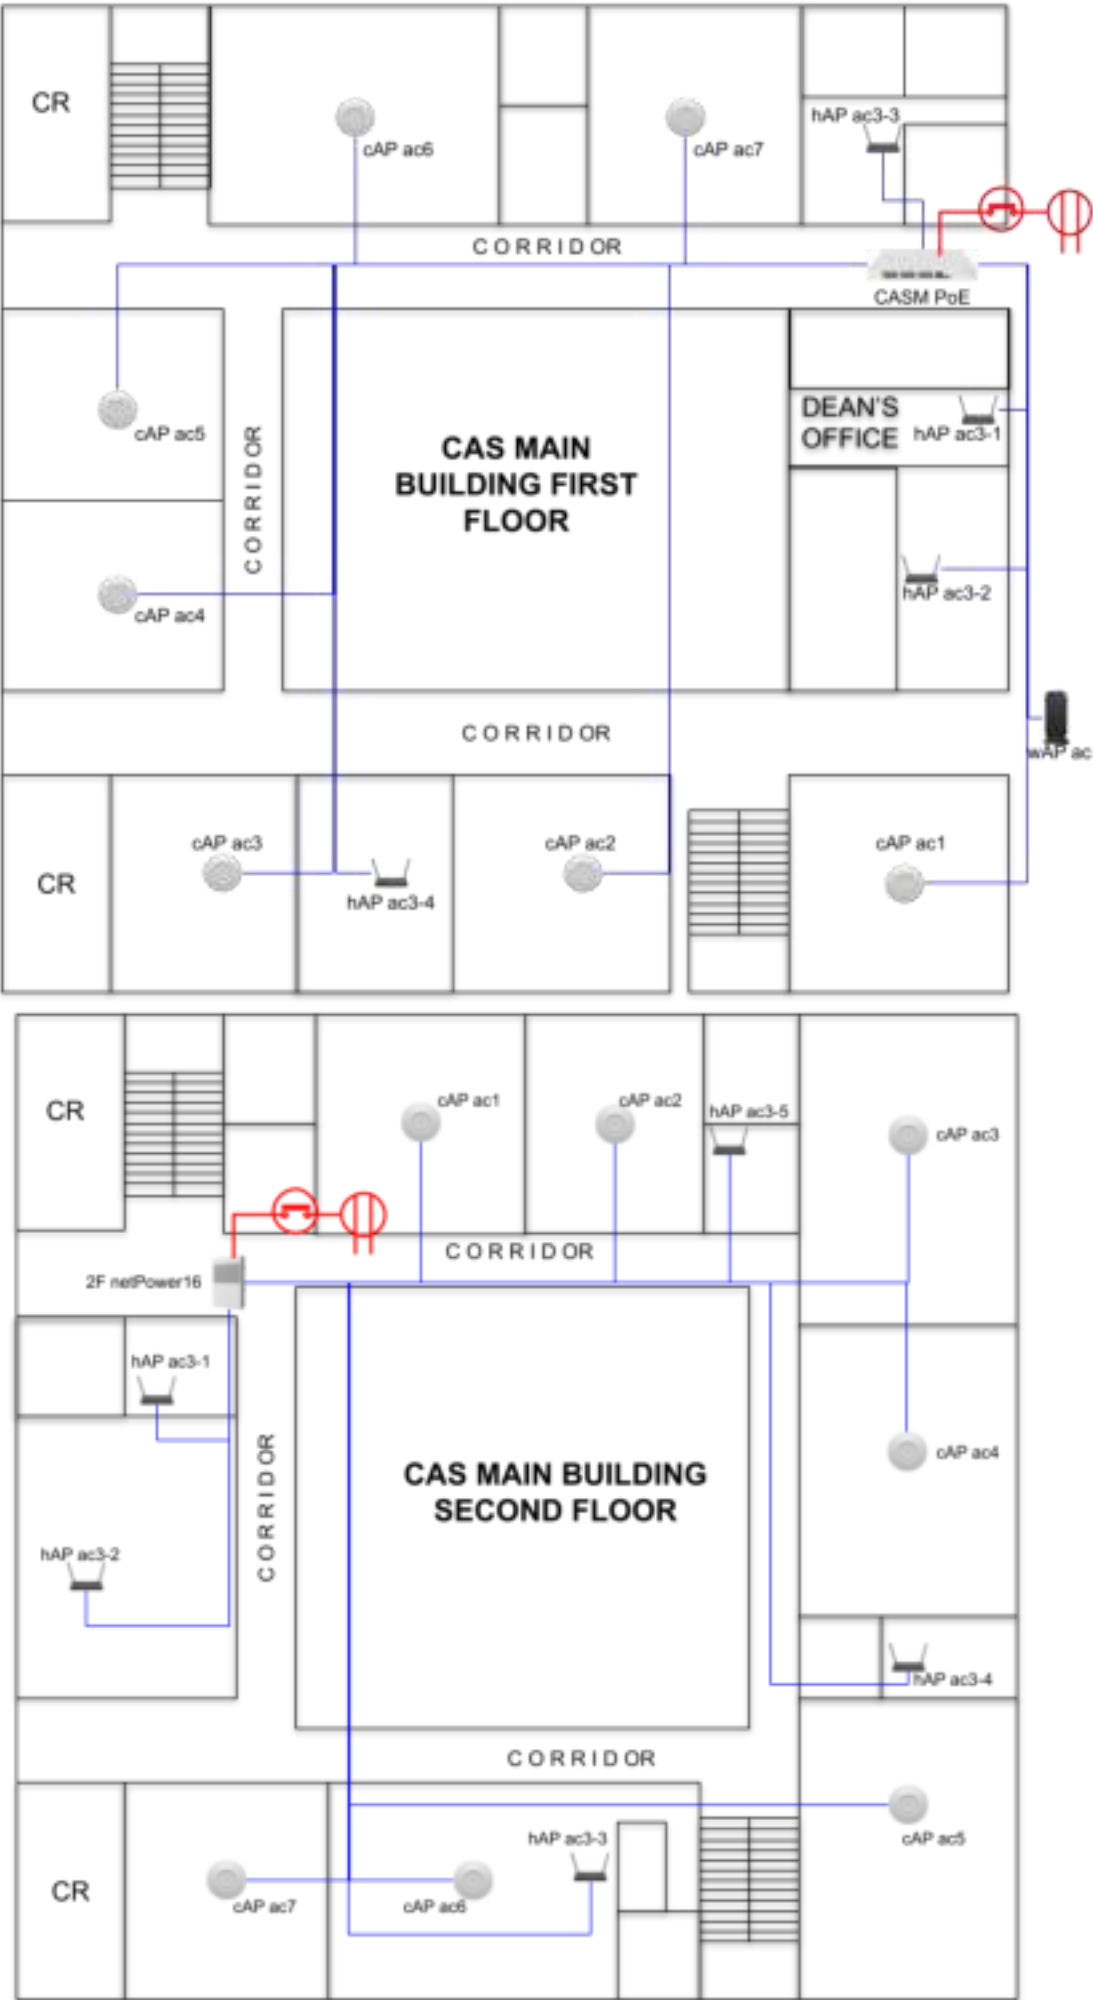 CR
cAP ac6
cAP ac7
hAP ac3-3
CORRIDOR
CASM PoE
cAP ac5
CORRIDOR
CAS MAIN
BUILDING FIRST
FLOOR
DEAN'S
OFFICE
hAP ac3-1
cAP ac4
hAP ac3-2
CORRIDOR
wAP ac
CR
cAP ac3
hAP ac3-4
cAP ac2
cAP ac1
CR
cAP ac1
cAP ac2
hAP ac3-5
cAP ac3
CORRIDOR
2F netPower16
hAP ac3-1
CORRIDOR
CAS MAIN BUILDING
SECOND FLOOR
cAP ac4
hAP ac3-2
hAP ac3-4
CORRIDOR
cAP ac5
CR
cAP ac7
cAP ac6
hAP ac3-3